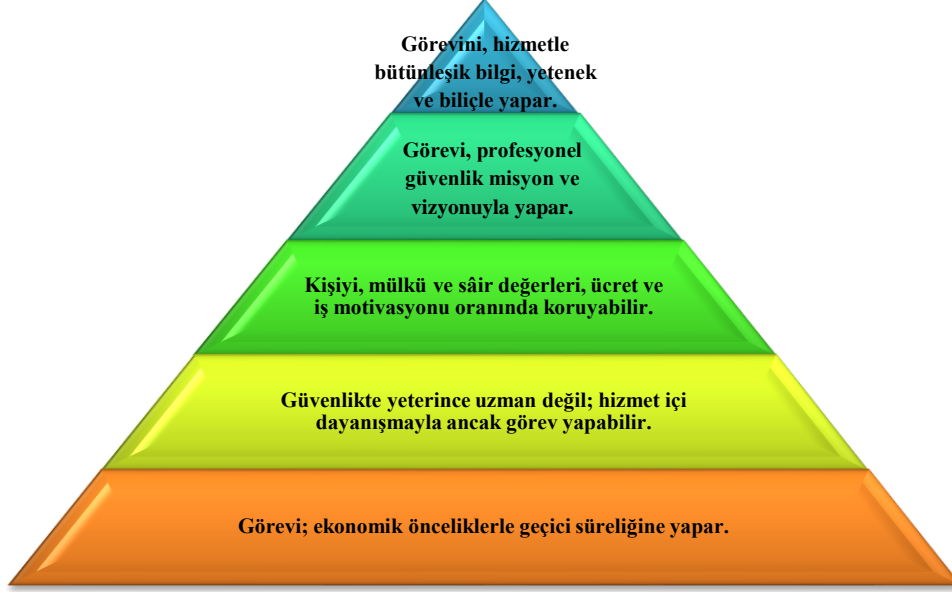 Görevini, hizmetle
bütünleşik bilgi, yetenek
ve biliçle yapar.
Görevi, profesyonel
güvenlik misyon ve
vizyonuyla yapar.
Kişiyi, mülkü ve sâir değerleri, ücret ve
iş motivasyonu oranında koruyabilir.
Güvenlikte yeterince uzman değil; hizmet içi
dayanışmayla ancak görev yapabilir.
Görevi; ekonomik önceliklerle geçici süreliğine yapar.